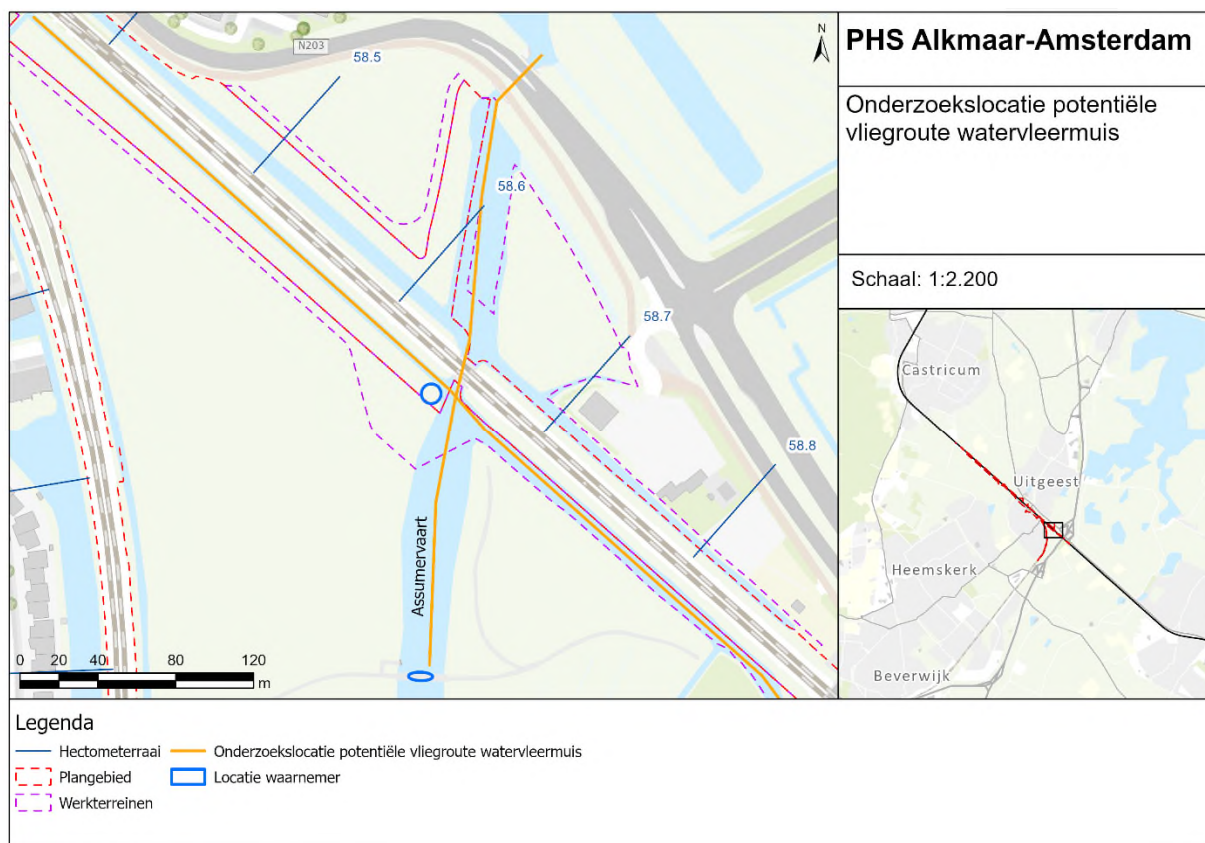 PHS Alkmaar-Amsterdam
Onderzoekslocatie potentiële
vliegroute watervleermuis
Schaal: 1:2.200
N203
N
58.5
58.6
58.7
58.8
Assumervaart
0 20 40 80 120
m
Castricum
Uitgeest
Heemskerk
Beverwijk
Legenda
Hectometerraai
Onderzoekslocatie potentiële vliegroute watervleermuis
Plangebied
Locatie waarnemer
Werkterreinen